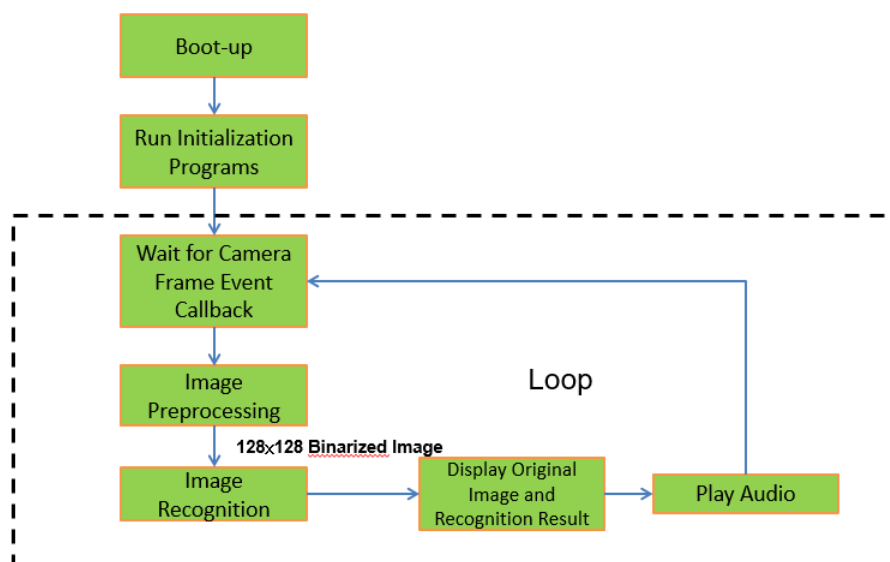 Boot-up
Run Initialization
Programs
Wait for Camera
Frame Event
Callback
Image
Preprocessing
Loop
128x128 Binarized Image
Image
Recognition
Display Original
Image and
Recognition Result
Play Audio